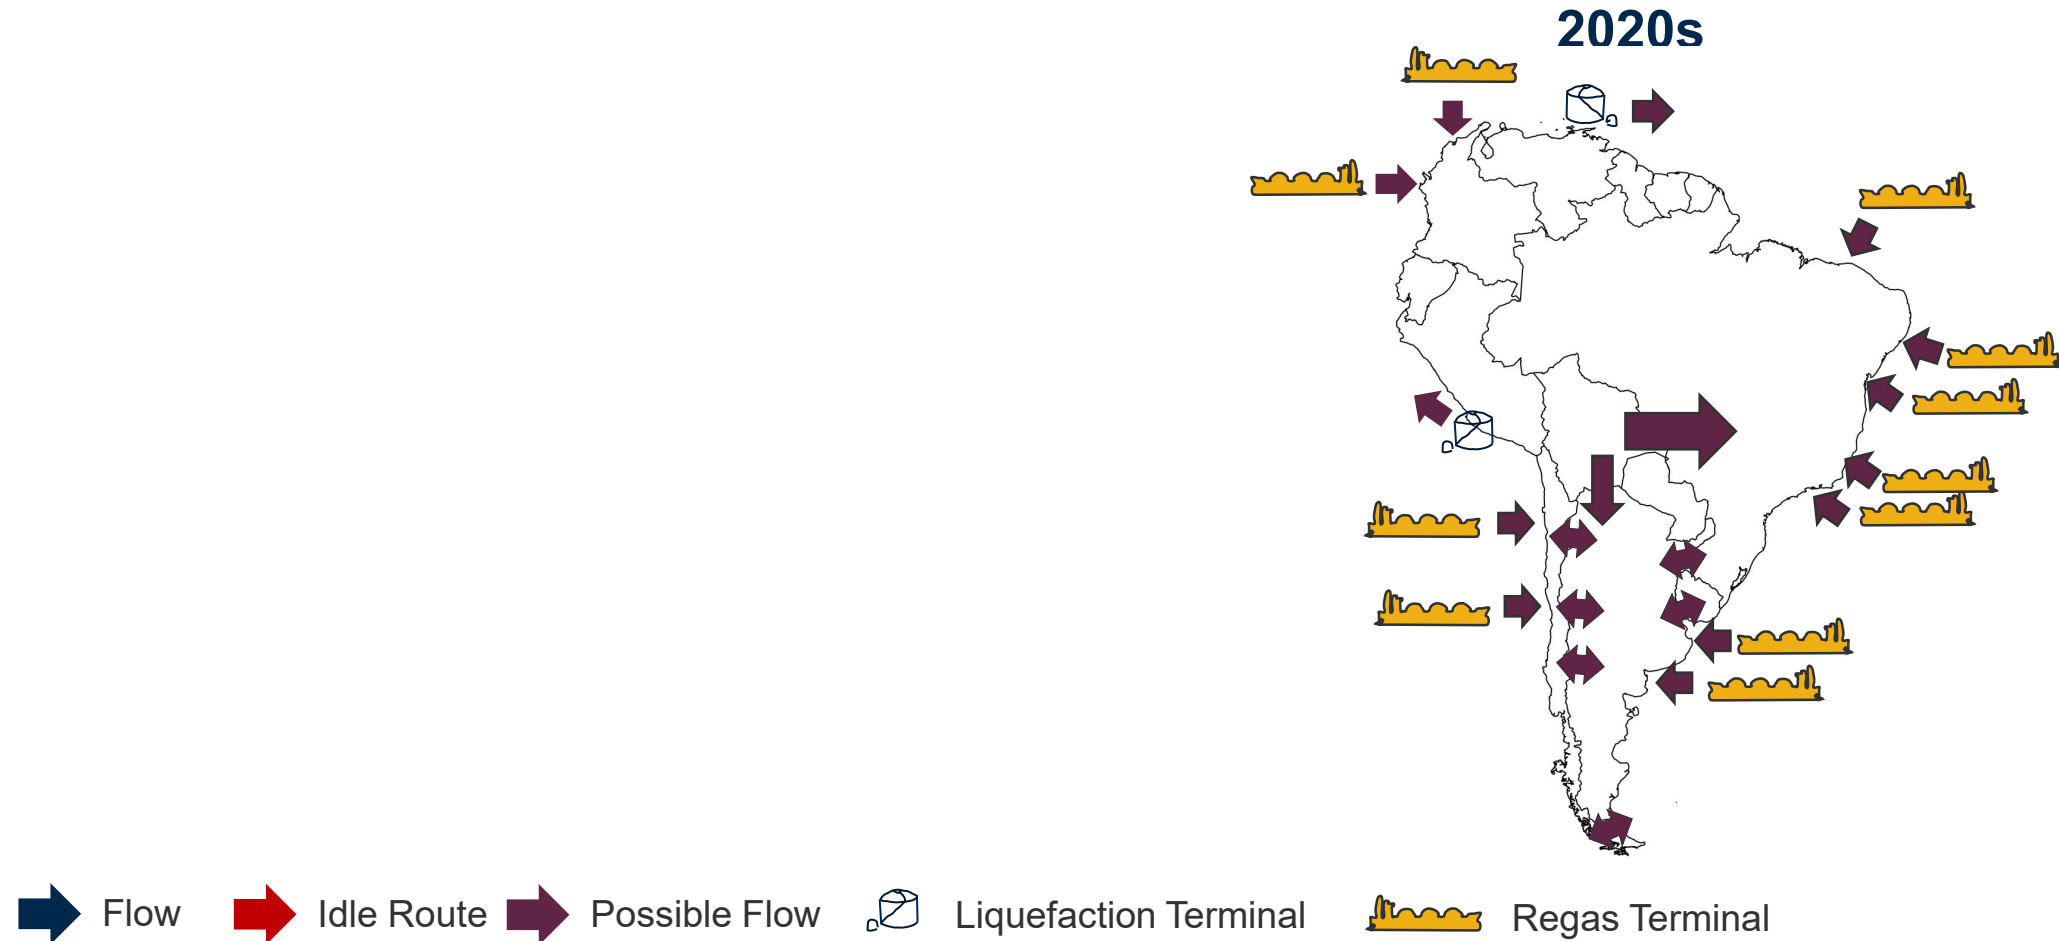 2020s
Flow
Idle Route
Possible Flow
Liquefaction Terminal
Regas Terminal